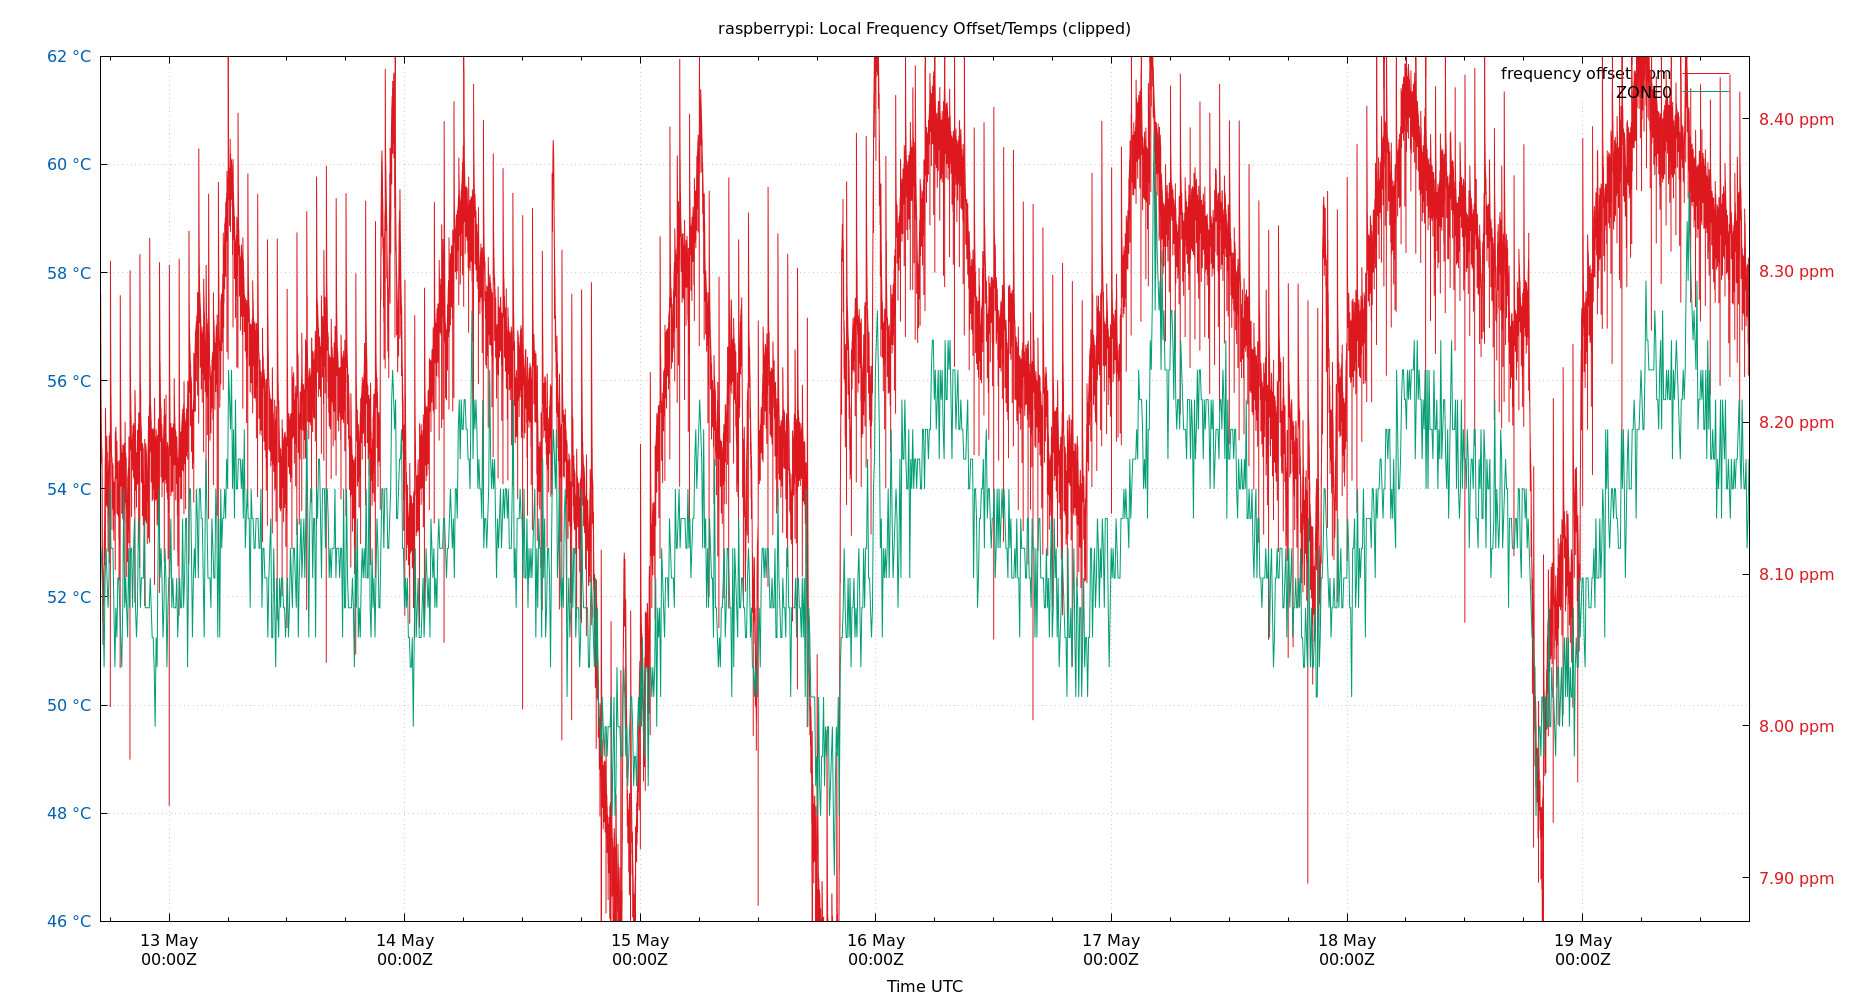 raspberrypi: Local Frequency Offset/Temps (clipped)
62 °C
60 °C
58 °C
56 °C
54 °C
52 °C
50 °C
48 °C
46 °C
frequency offset
ZONE0
8.40 ppm
8.30 ppm
8.20 ppm
8.10 ppm
8.00 ppm
7.90 ppm
13 May 14 May 15 May 16 May 17 May 18 May 19 May
00:00Z 00:00Z 00:00Z 00:00Z 00:00Z 00:00Z 00:00Z
Time UTC